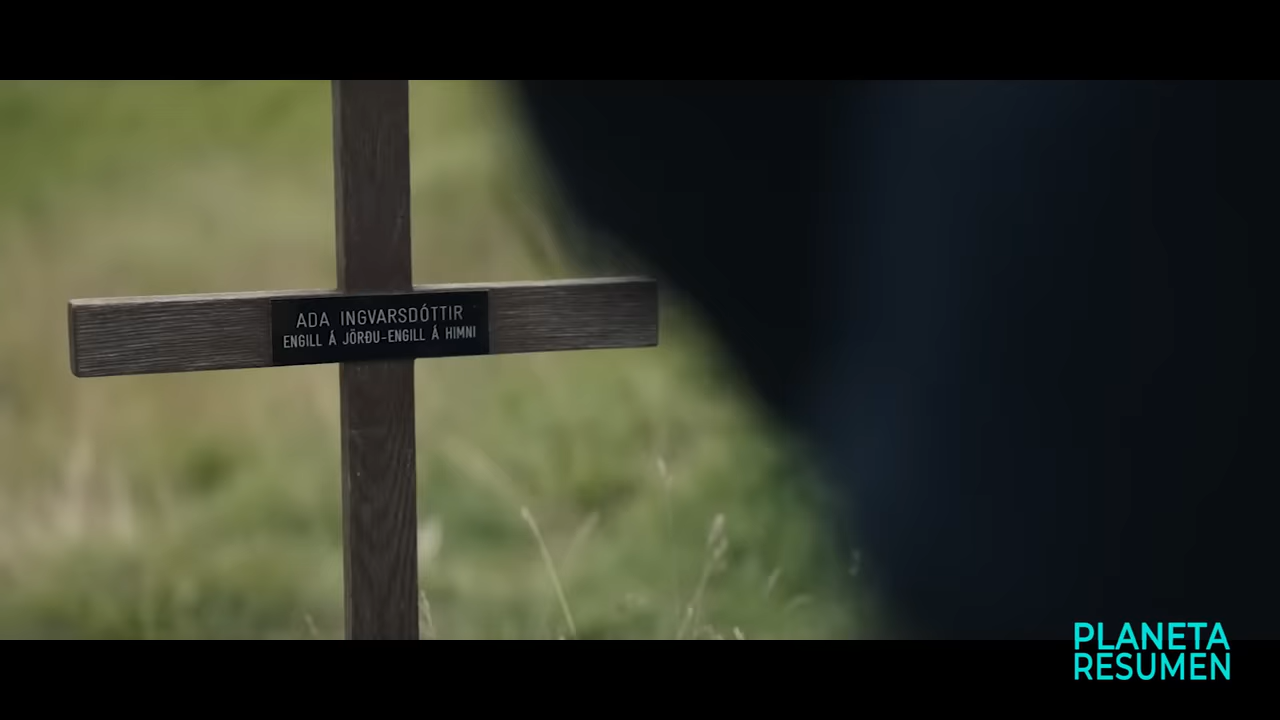 ADA INGVARSDÓTTIR
ENGILL Á JÖRÐU-ENGILL Á HIMNI
PLANETA
RESUMEN